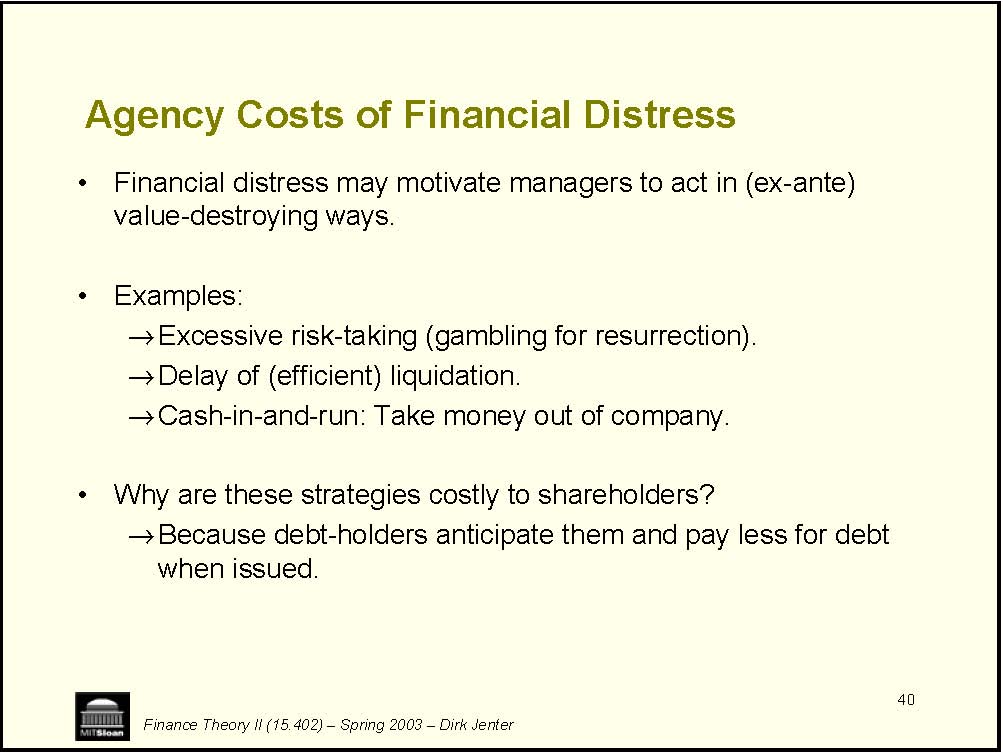 Agency Costs of Financial Distress
• Financial distress may motivate managers to act in (ex-ante)
value-destroying ways.
• Examples:
→Excessive risk-taking (gambling for resurrection).
→Delay of (efficient) liquidation.
→Cash-in-and-run: Take money out of company.
• Why are these strategies costly to shareholders?
→Because debt-holders anticipate them and pay less for debt
when issued.
40
MITSloan
Finance Theory II (15.402) – Spring 2003 – Dirk Jenter